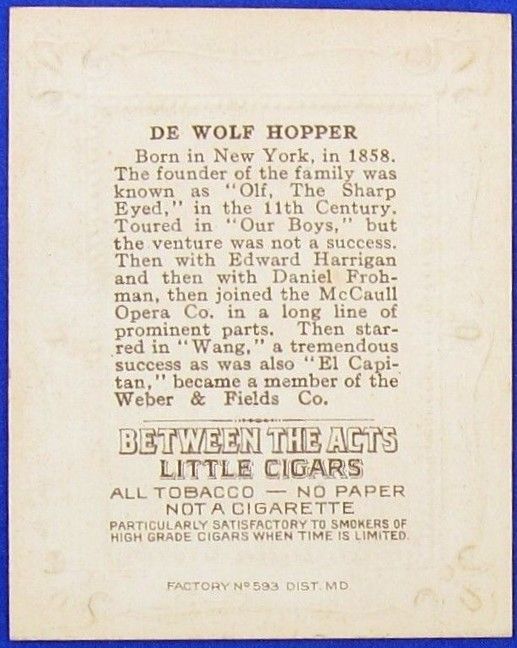 DE WOLF HOPPER
Born in New York, in 1858.
The founder of the family was
known as "Olf, The Sharp
Eyed," in the 11th Century.
Toured in "Our Boys," but
the venture was not a success.
Then with Edward Harrigan
and then with Daniel Froh-
man, then joined the McCaull
Opera Co. in a long line of
prominent parts. Then star-
red in "Wang," a tremendous
success as was also "El Capi-
tan," became a member of the
Weber & Fields Co.
BETWEEN THE ACTS
LITTLE CIGARS
ALL TOBACCO — NO PAPER
NOT A CIGARETTE
PARTICULARLY SATISFACTORY TO SMOKERS OF
HIGH GRADE CIGARS WHEN TIME IS LIMITED.
FACTORY Nº 593 DIST. MD.